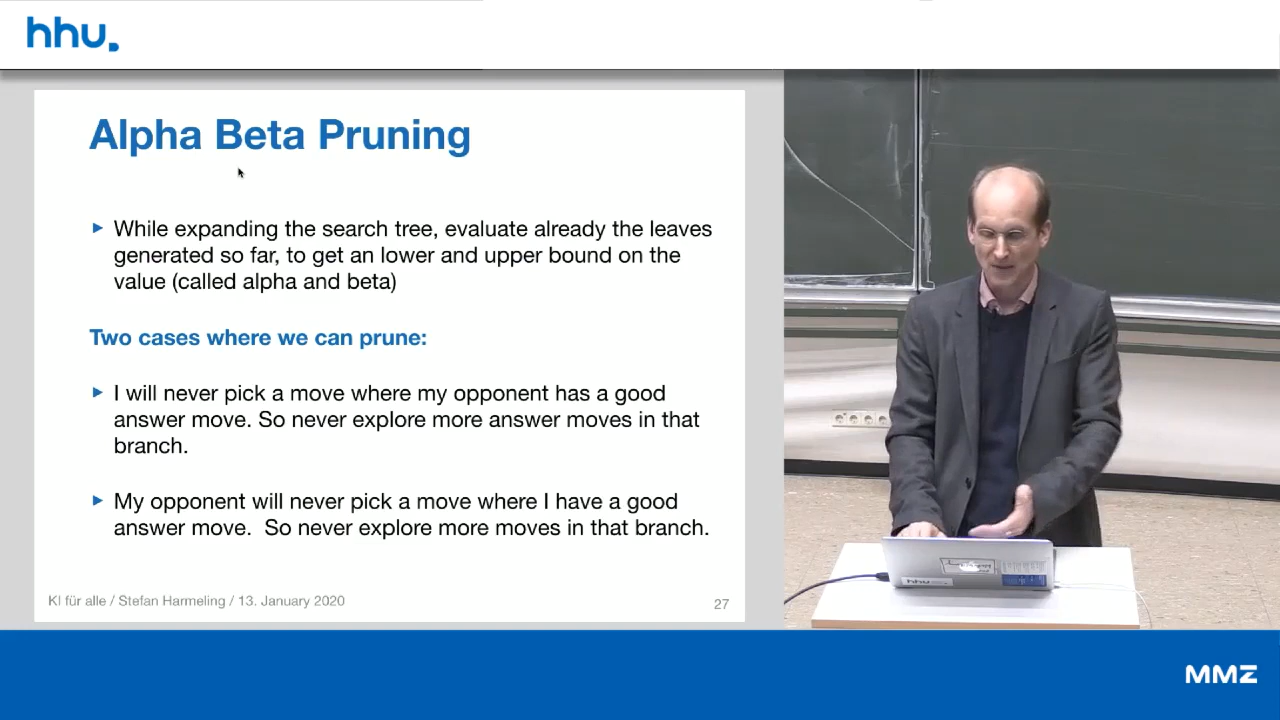 hhu.
Alpha Beta Pruning
While expanding the search tree, evaluate already the leaves
generated so far, to get an lower and upper bound on the
value (called alpha and beta)
Two cases where we can prune:
I will never pick a move where my opponent has a good
answer move. So never explore more answer moves in that
branch.
My opponent will never pick a move where I have a good
answer move. So never explore more moves in that branch.
KI für alle / Stefan Harmeling / 13. January 2020
27
hhu
MMZ